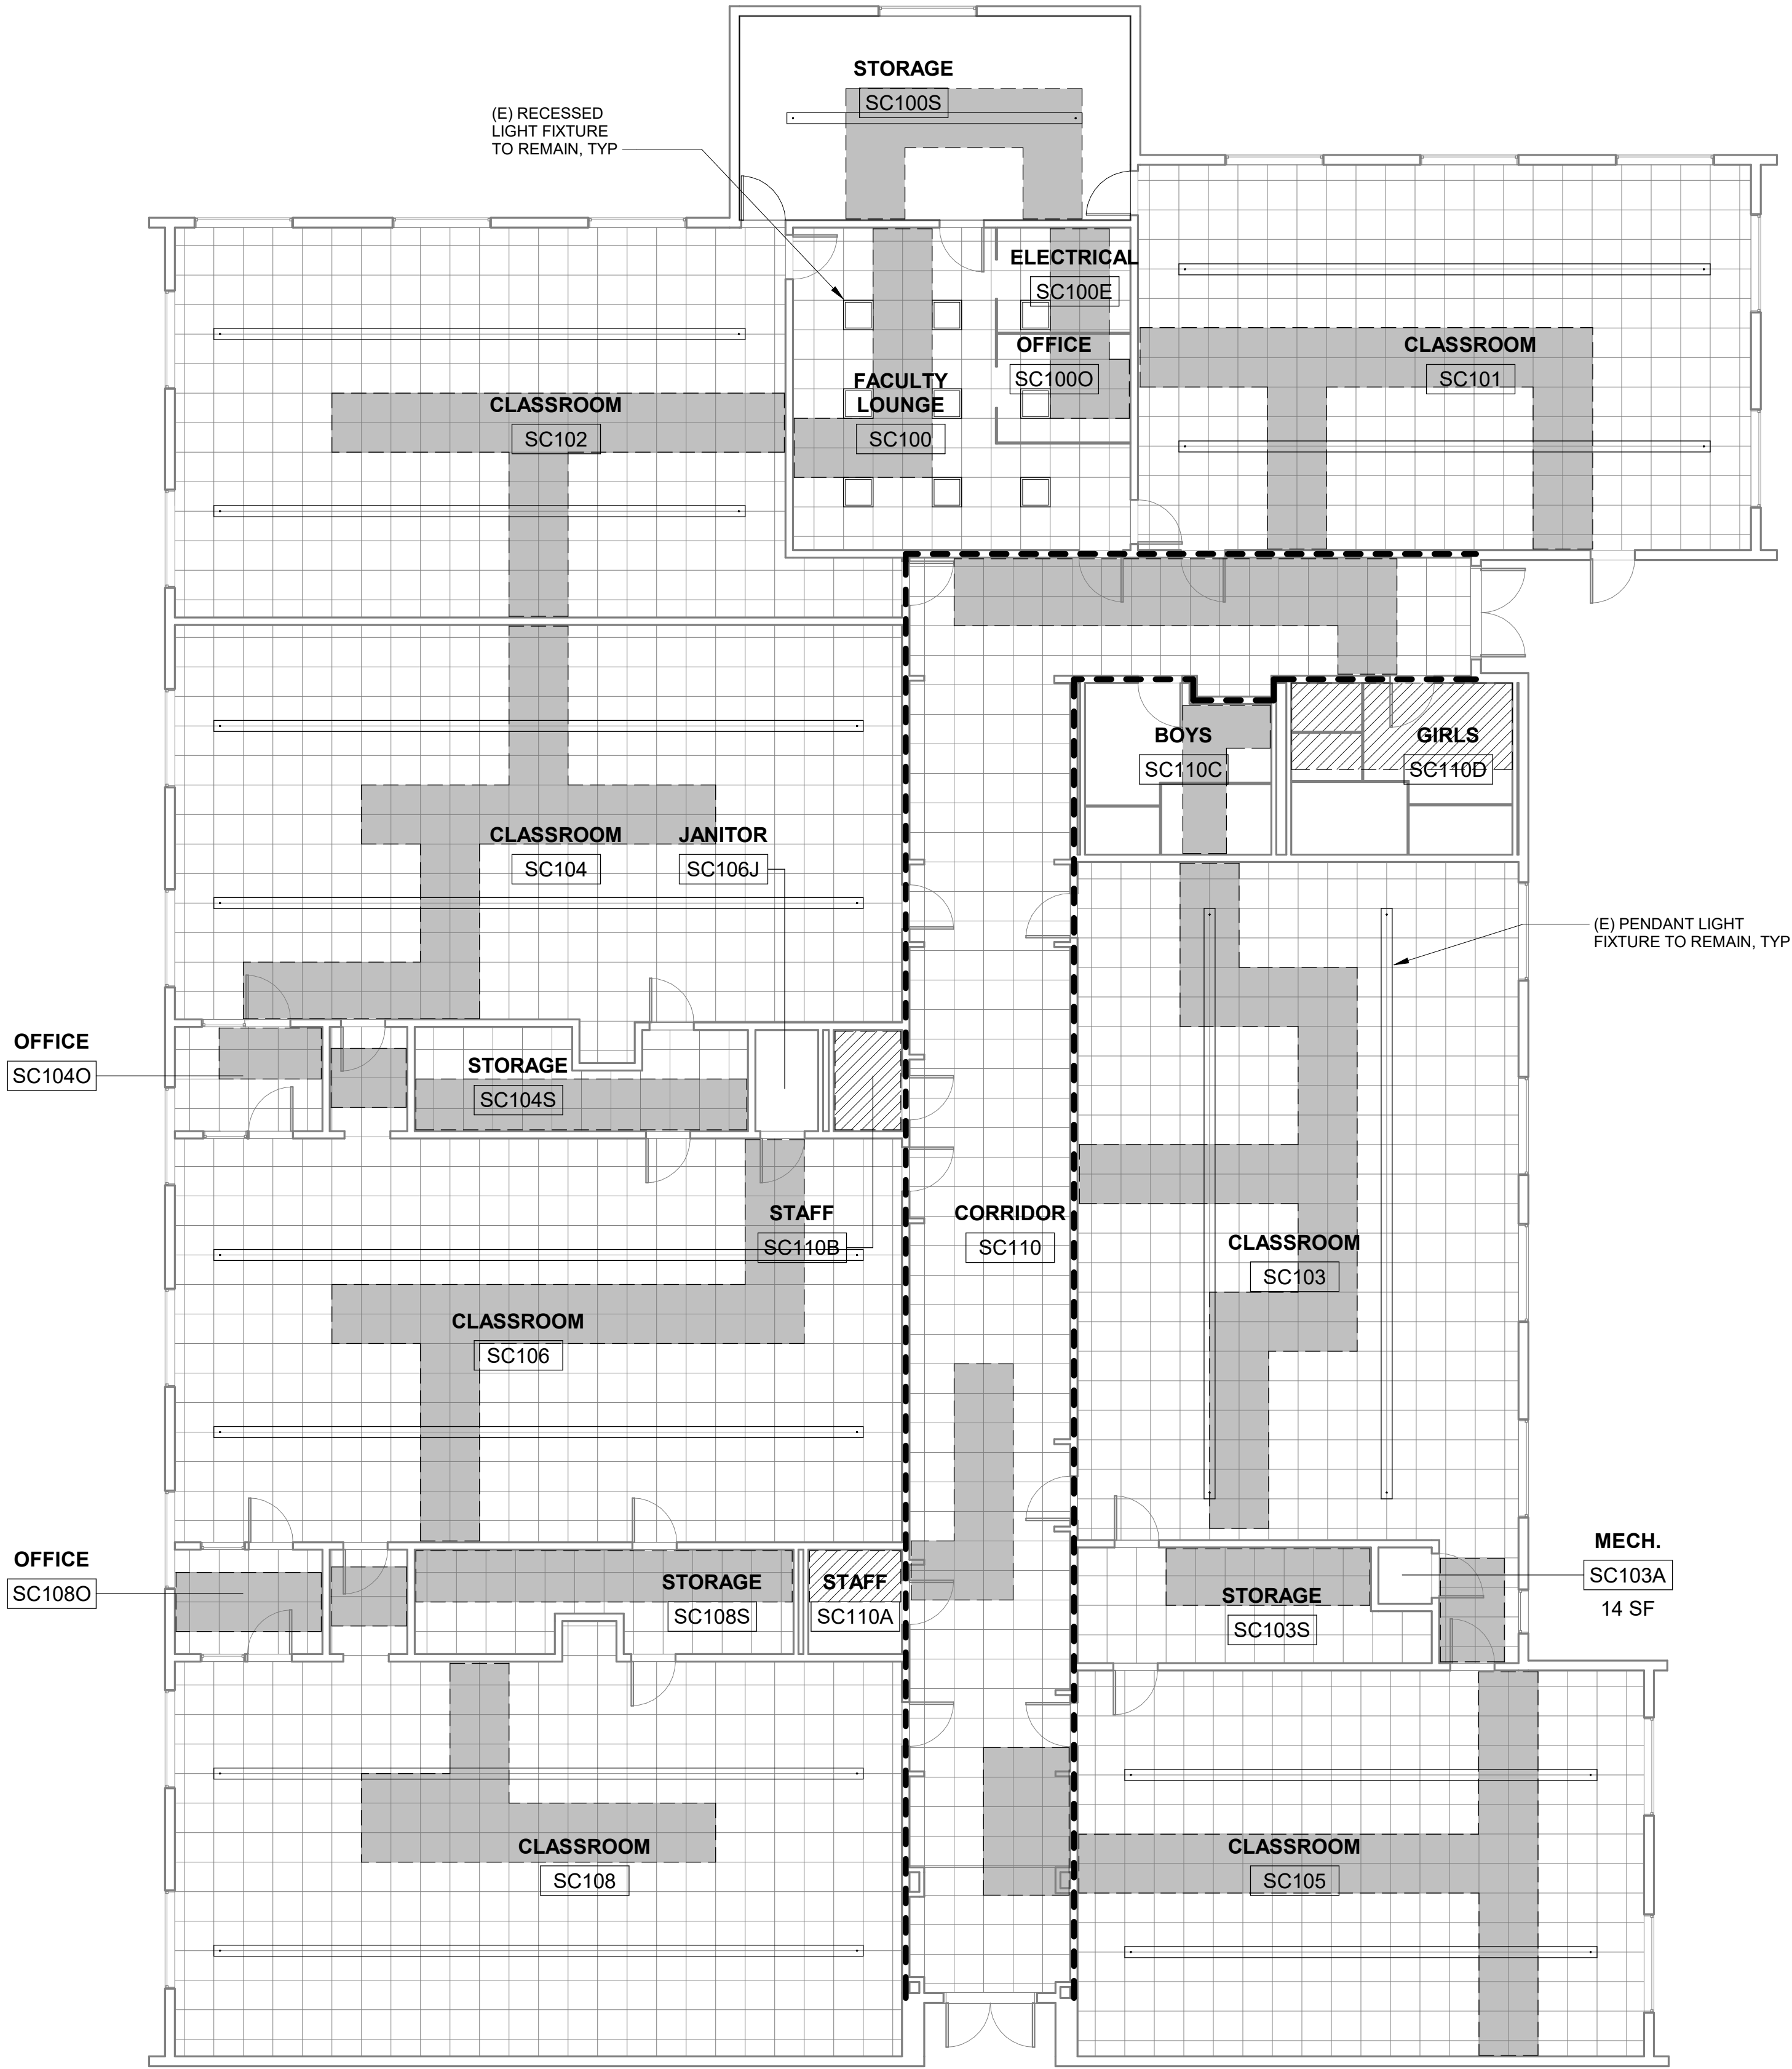 STORAGE
SC100S
(E) RECESSED
LIGHT FIXTURE
TO REMAIN, TYP
ELECTRICAL
SC100E
OFFICE
SC100O
CLASSROOM
SC101
FACULTY
LOUNGE
SC100
CLASSROOM
SC102
BOYS
SC110C
GIRLS
SC110D
CLASSROOM
SC104
JANITOR
SC106J
(E) PENDANT LIGHT
FIXTURE TO REMAIN, TYP
OFFICE
SC104O
STORAGE
SC104S
STAFF
SC110B
CORRIDOR
SC110
CLASSROOM
SC103
CLASSROOM
SC106
OFFICE
SC108O
STORAGE
SC108S
STAFF
SC110A
STORAGE
SC103S
MECH.
SC103A
14 SF
CLASSROOM
SC108
CLASSROOM
SC105